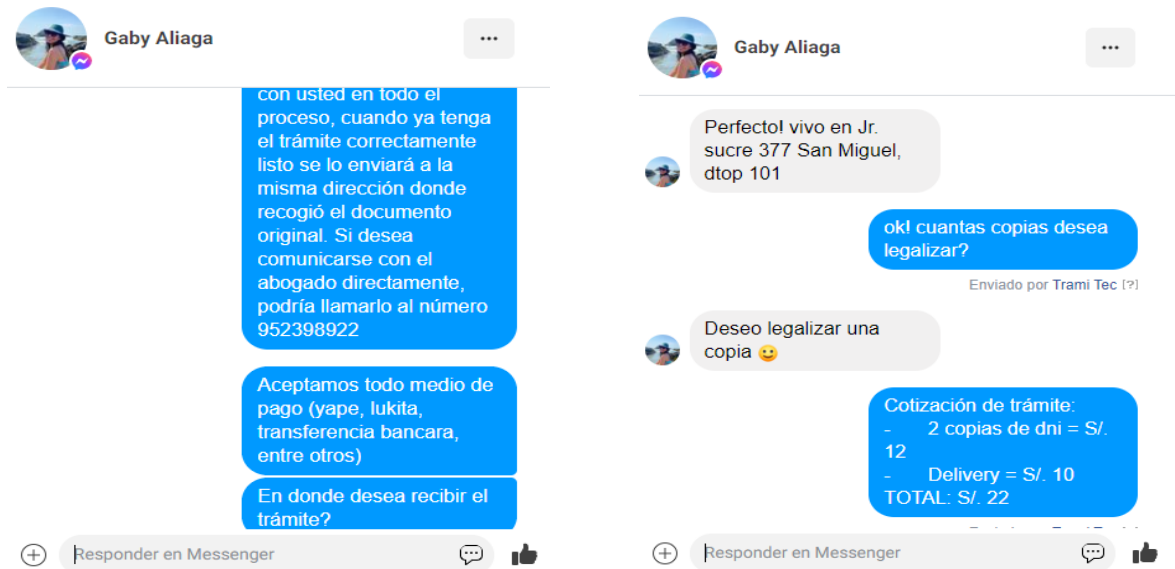 Gaby Aliaga
con usted en todo el
proceso, cuando ya tenga
el trámite correctamente
listo se lo enviará a la
misma dirección donde
recogió el documento
original. Si desea
comunicarse con el
abogado directamente,
podría llamarlo al número
952398922
Aceptamos todo medio de
pago (yape, lukita,
transferencia bancara,
entre otros)
En donde desea recibir el
trámite?
Responder en Messenger
Gaby Aliaga
Perfecto! vivo en Jr.
sucre 377 San Miguel,
dtop 101
ok! cuantas copias desea
legalizar?
Enviado por Trami Tec [?]
Deseo legalizar una
copia 🙂
Cotización de trámite:
- 2 copias de dni = S/.
12
- Delivery = S/. 10
TOTAL: S/. 22
Responder en Messenger